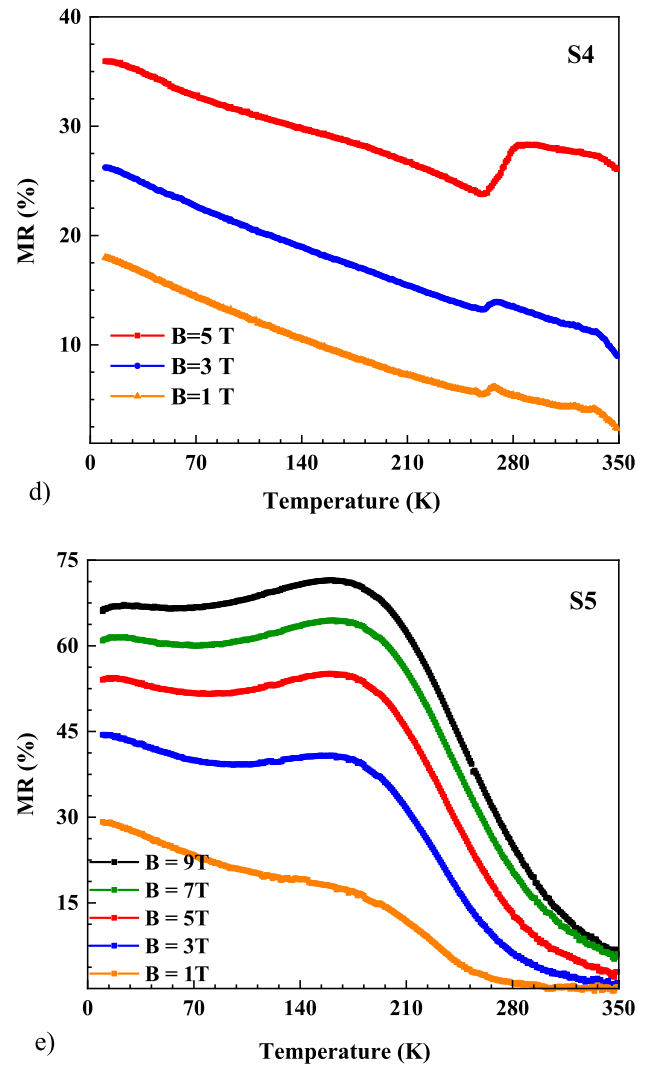 40
S4
30
MR (%)
20
10
B=5 T
B=3 T
B=1 T
0 70 140 210 280 350
d)
Temperature (K)
75
S5
60
45
MR (%)
30
15
B = 9T
B = 7T
B = 5T
B = 3T
B = 1T
0 70 140 210 280 350
e)
Temperature (K)